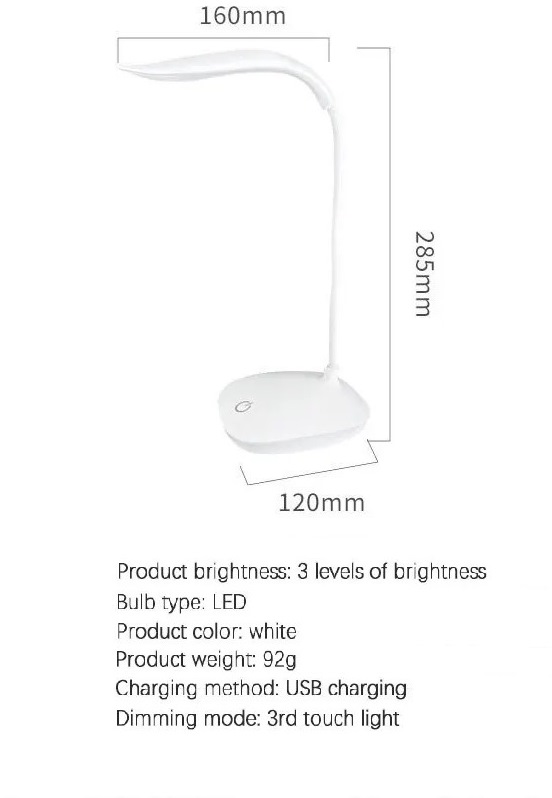 160mm
285mm
120mm
Product brightness: 3 levels of brightness
Bulb type: LED
Product color: white
Product weight: 92g
Charging method: USB charging
Dimming mode: 3rd touch light